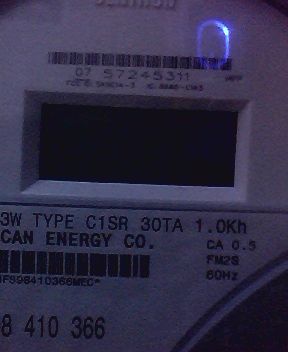 CENTRON
07 57245311
3W TYPE C1SR 30TA 1.0Kh
CAN ENERGY CO. CA 0.5
FM2S
60Hz
8 410 366